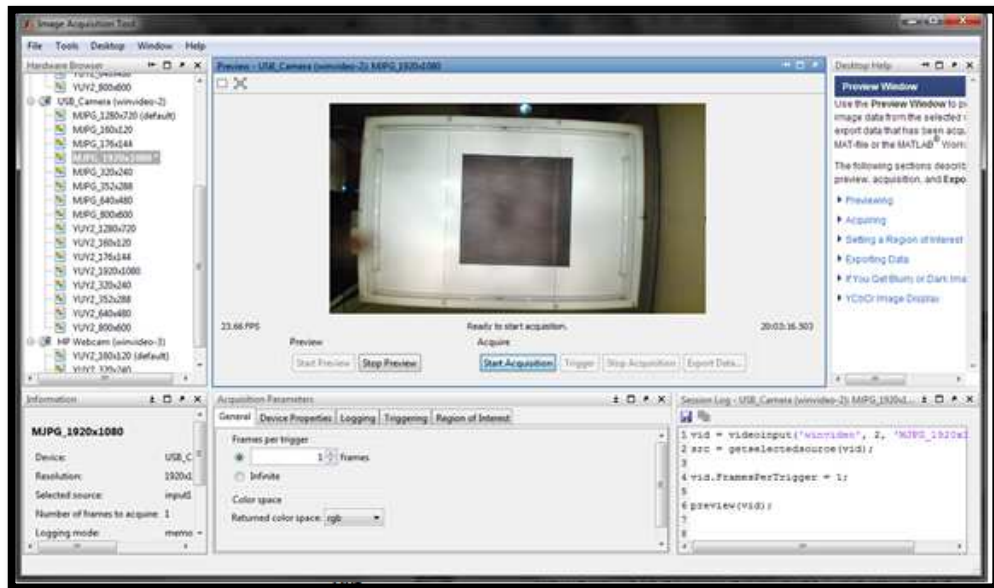 Image Acquisition Tool
File Tools Desktop Window Help
Hardware Browser
YUY2_640x480
YUY2_800x600
USB_Camera (winvideo-2)
MJPG_1280x720 (default)
MJPG_160x120
MJPG_176x144
MJPG_1920x1080 *
MJPG_320x240
MJPG_352x288
MJPG_640x480
MJPG_800x600
YUY2_1280x720
YUY2_160x120
YUY2_176x144
YUY2_1920x1080
YUY2_320x240
YUY2_352x288
YUY2_640x480
YUY2_800x600
HP Webcam (winvideo-3)
YUY2_160x120 (default)
YUY2_320x240
Preview - USB_Camera (winvideo-2): MJPG_1920x1080
23.66 FPS
Ready to start acquisition.
20:03:16.503
Preview
Acquire
Start Preview Stop Preview
Start Acquisition Trigger Stop Acquisition Export Data...
Desktop Help
Preview Window
Use the Preview Window to
image data from the selected
export data that has been acq
MAT-file or the MATLAB® Work
The following sections describ
preview, acquisition, and Expo
Previewing
Acquiring
Setting a Region of Interest
Exporting Data
If You Get Blurry or Dark Ima
YCbCr Image Display
Information
MJPG_1920x1080
Device: USB_C
Resolution: 1920x1
Selected source: input1
Number of frames to acquire: 1
Logging mode: memo
Acquisition Parameters
General Device Properties Logging Triggering Region of Interest
Frames per trigger
1 frames
Infinite
Color space
Returned color space: rgb
Session Log - USB_Camera (winvideo-2): MJPG_1920x1...
1 vid = videoinput('winvideo', 2, 'MJPG_1920x1
2 src = getselectedsource(vid);
3
4 vid.FramesPerTrigger = 1;
5
6 preview(vid);
7
8